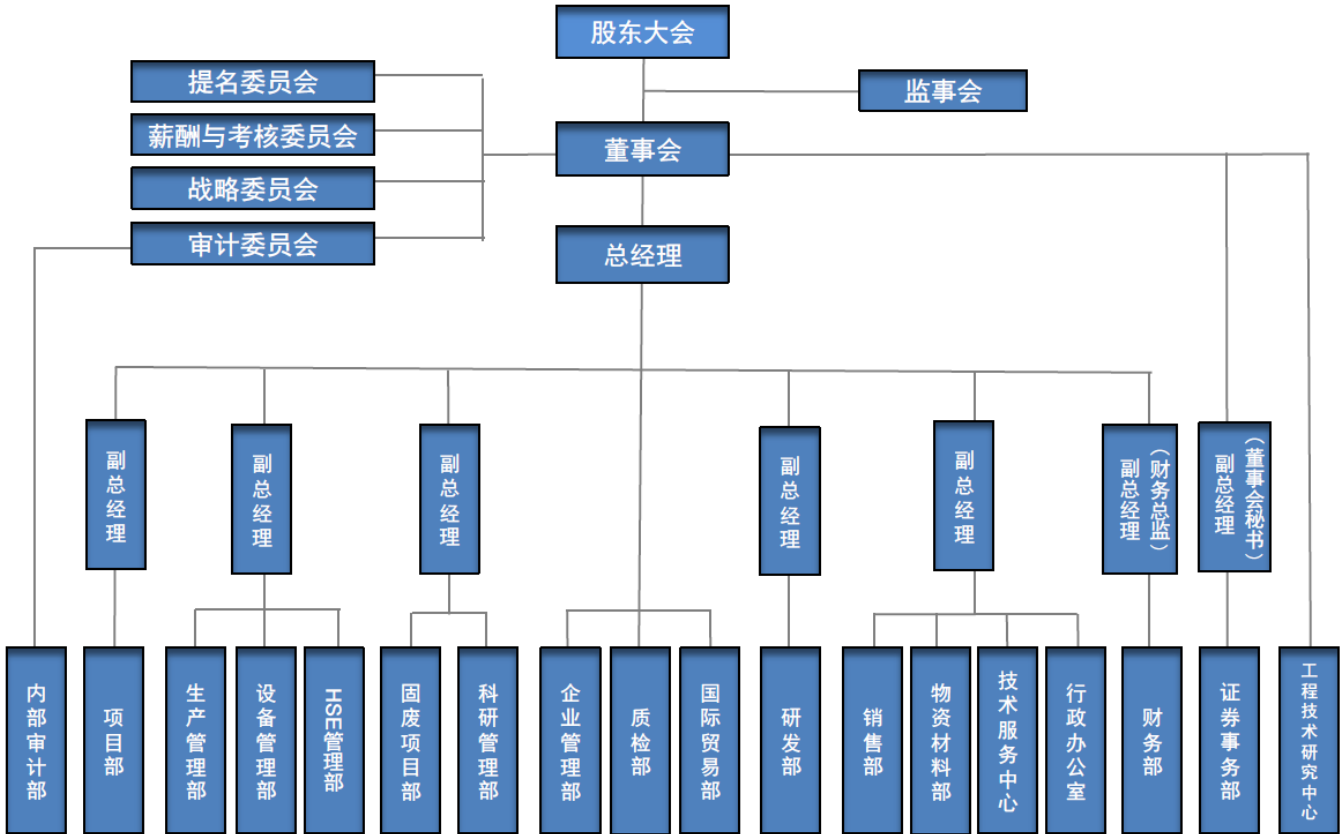 股东大会
提名委员会
监事会
薪酬与考核委员会
董事会
战略委员会
审计委员会
总经理
副总经理
副总经理
副总经理
副总经理
副总经理
副总经理
（财务总监）
副总经理
（董事会秘书）
内部审计部
项目部
生产管理部
设备管理部
HSE管理部
固废项目部
科研管理部
企业管理部
质检部
国际贸易部
研发部
销售部
物资材料部
技术服务中心
行政办公室
财务部
证券事务部
工程技术研究中心